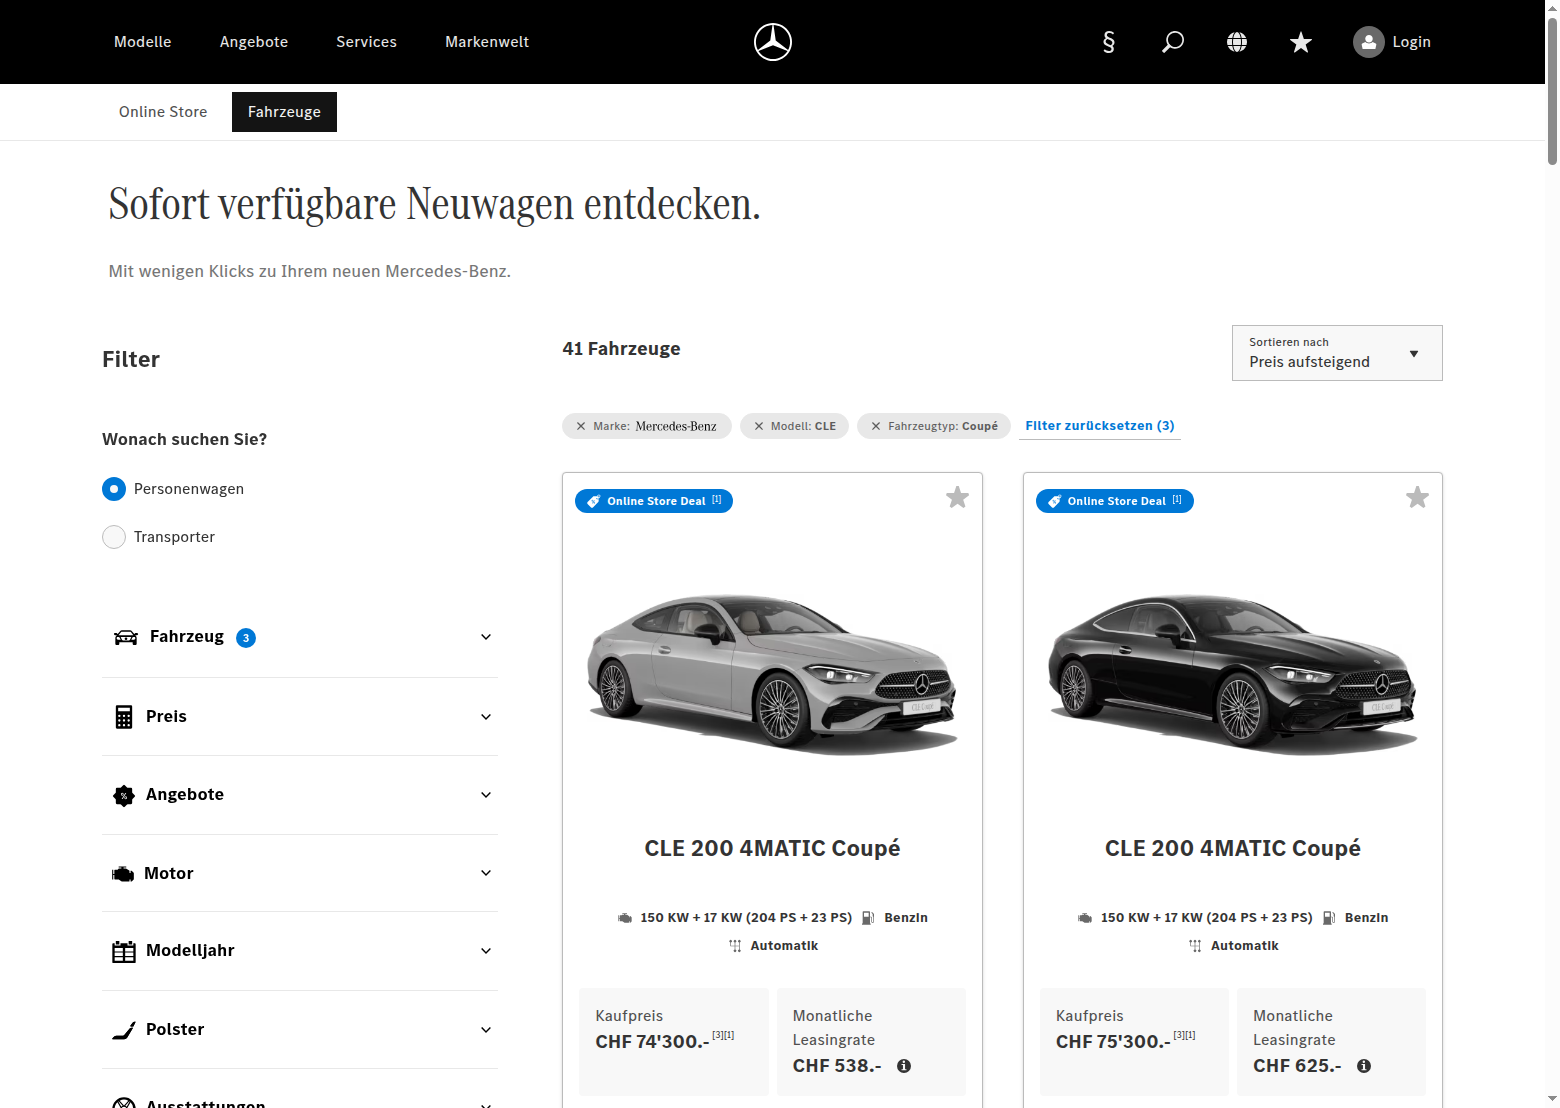 Modelle
Angebote
Services
Markenwelt
§
Login
Online Store
Fahrzeuge
Sofort verfügbare Neuwagen entdecken.
Mit wenigen Klicks zu Ihrem neuen Mercedes-Benz.
Filter
Wonach suchen Sie?
Personenwagen
Transporter
Fahrzeug 3
Preis
Angebote
Motor
Modelljahr
Polster
Ausstattungen
41 Fahrzeuge
Sortieren nach
Preis aufsteigend
Marke: Mercedes-Benz
Modell: CLE
Fahrzeugtyp: Coupé
Filter zurücksetzen (3)
Online Store Deal [1]
CLE Coupé
CLE 200 4MATIC Coupé
150 KW + 17 KW (204 PS + 23 PS)
Benzin
Automatik
Kaufpreis
CHF 74'300.- [3][1]
Monatliche
Leasingrate
CHF 538.-
Online Store Deal [1]
CLE Coupé
CLE 200 4MATIC Coupé
150 KW + 17 KW (204 PS + 23 PS)
Benzin
Automatik
Kaufpreis
CHF 75'300.- [3][1]
Monatliche
Leasingrate
CHF 625.-